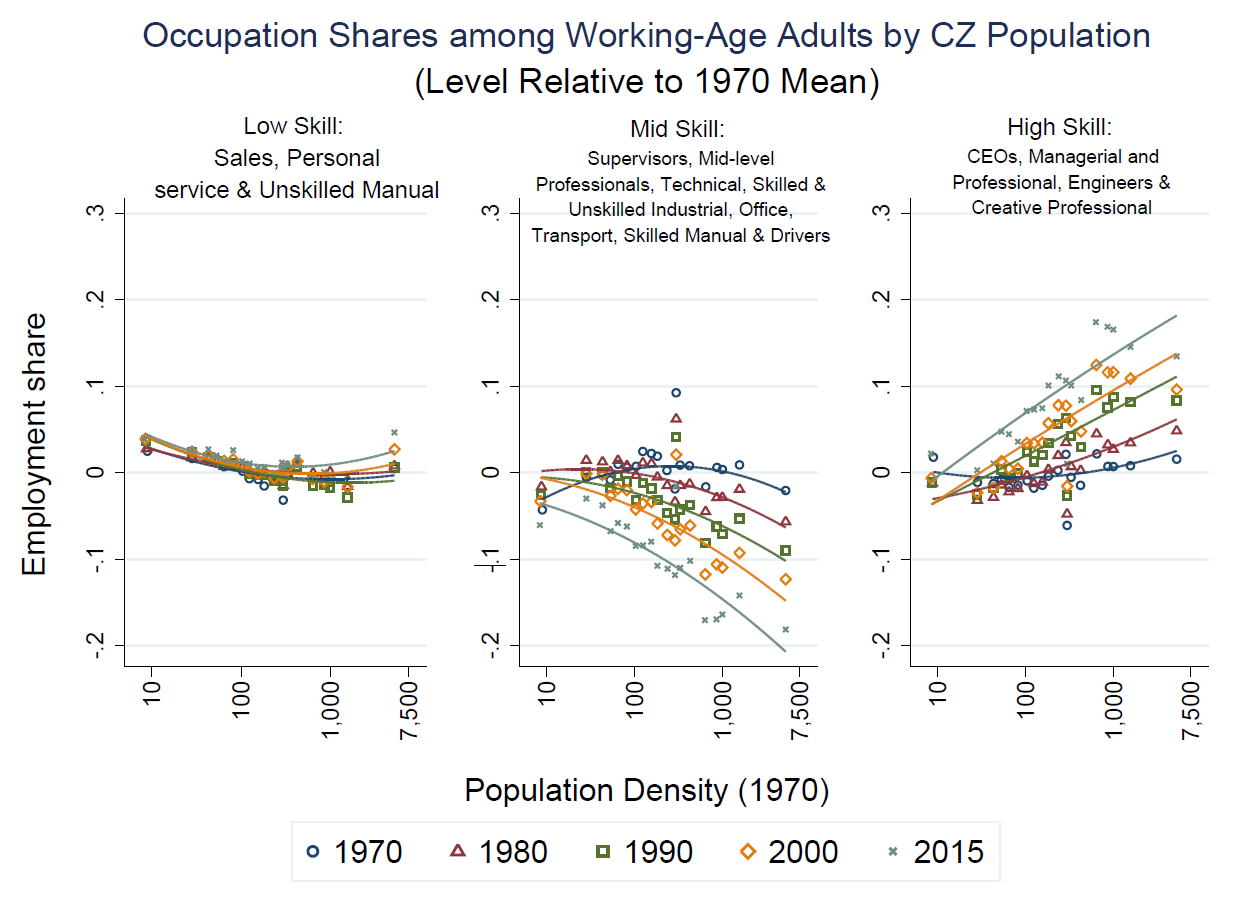 Occupation Shares among Working-Age Adults by CZ Population
(Level Relative to 1970 Mean)
Low Skill:
Sales, Personal
service & Unskilled Manual
Mid Skill:
Supervisors, Mid-level
Professionals, Technical, Skilled &
Unskilled Industrial, Office,
Transport, Skilled Manual & Drivers
High Skill:
CEOs, Managerial and
Professional, Engineers &
Creative Professional
Employment share
.3
.2
.1
0
-.1
-.2
10
100
1,000
7,500
.3
.2
.1
0
-.1
-.2
10
100
1,000
7,500
.3
.2
.1
0
-.1
-.2
10
100
1,000
7,500
Population Density (1970)
1970 1980 1990 2000 2015